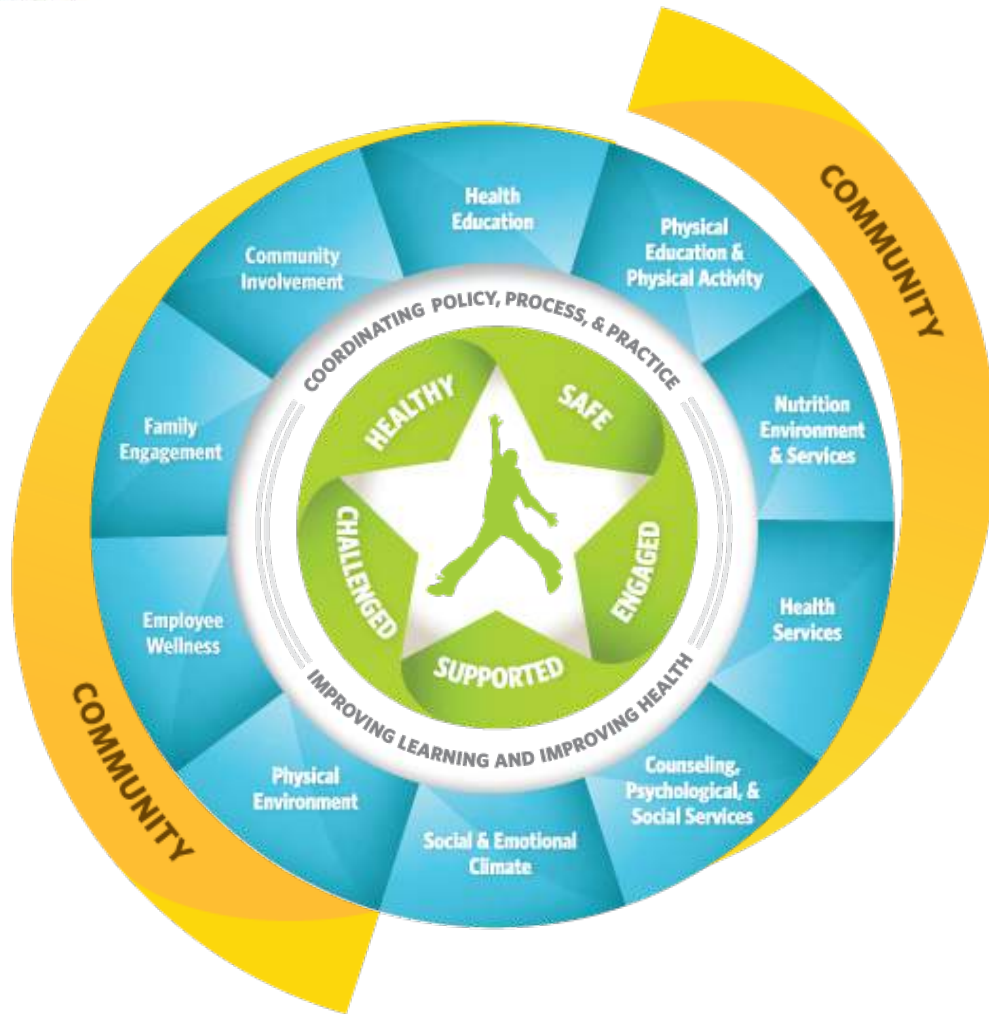 COMMUNITY
Health
Education
Physical
Education &
Physical Activity
Nutrition
Environment
& Services
Health
Services
Counseling,
Psychological, &
Social Services
Social & Emotional
Climate
Physical
Environment
Employee
Wellness
Family
Engagement
Community
Involvement
COORDINATING POLICY, PROCESS, & PRACTICE
IMPROVING LEARNING AND IMPROVING HEALTH
HEALTHY
SAFE
ENGAGED
SUPPORTED
CHALLENGED
COMMUNITY